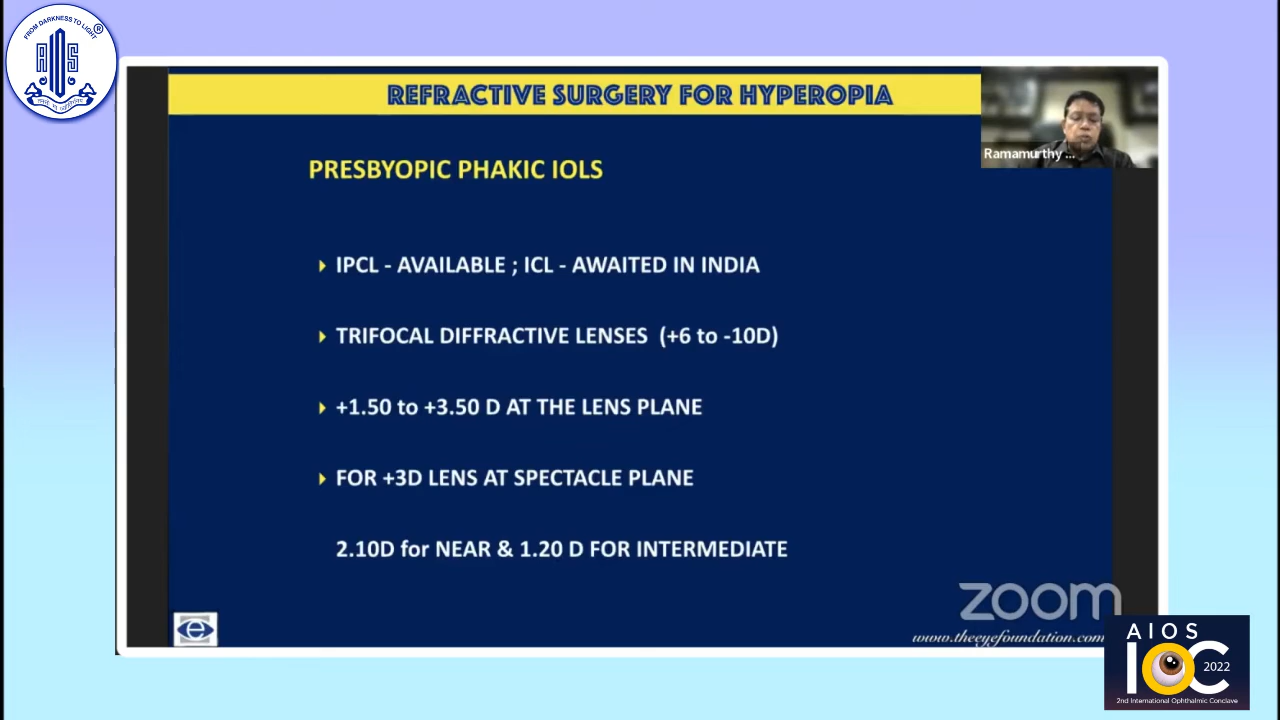 FROM DARKNESS TO LIGHT
®
AIOS
REFRACTIVE SURGERY FOR HYPEROPIA
Ramamurthy ...
PRESBYOPIC PHAKIC IOLS
IPCL - AVAILABLE ; ICL - AWAITED IN INDIA
TRIFOCAL DIFFRACTIVE LENSES (+6 to -10D)
+1.50 to +3.50 D AT THE LENS PLANE
FOR +3D LENS AT SPECTACLE PLANE
2.10D for NEAR & 1.20 D FOR INTERMEDIATE
zoom
www.theeyefoundation.com
AIOS
IOC
2022
2nd International Ophthalmic Conclave